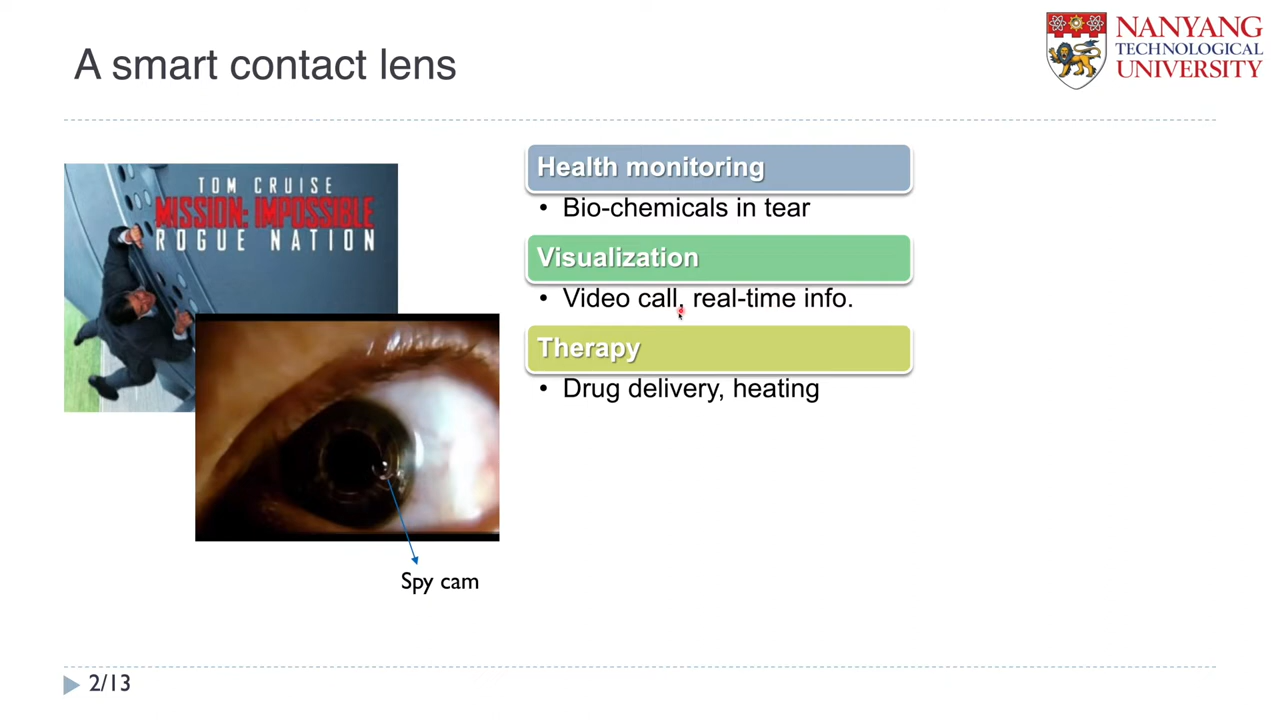 A smart contact lens
NANYANG
TECHNOLOGICAL
UNIVERSITY
TOM CRUISE
MISSION: IMPOSSIBLE
ROGUE NATION
Spy cam
Health monitoring
• Bio-chemicals in tear
Visualization
• Video call, real-time info.
Therapy
• Drug delivery, heating
2/13